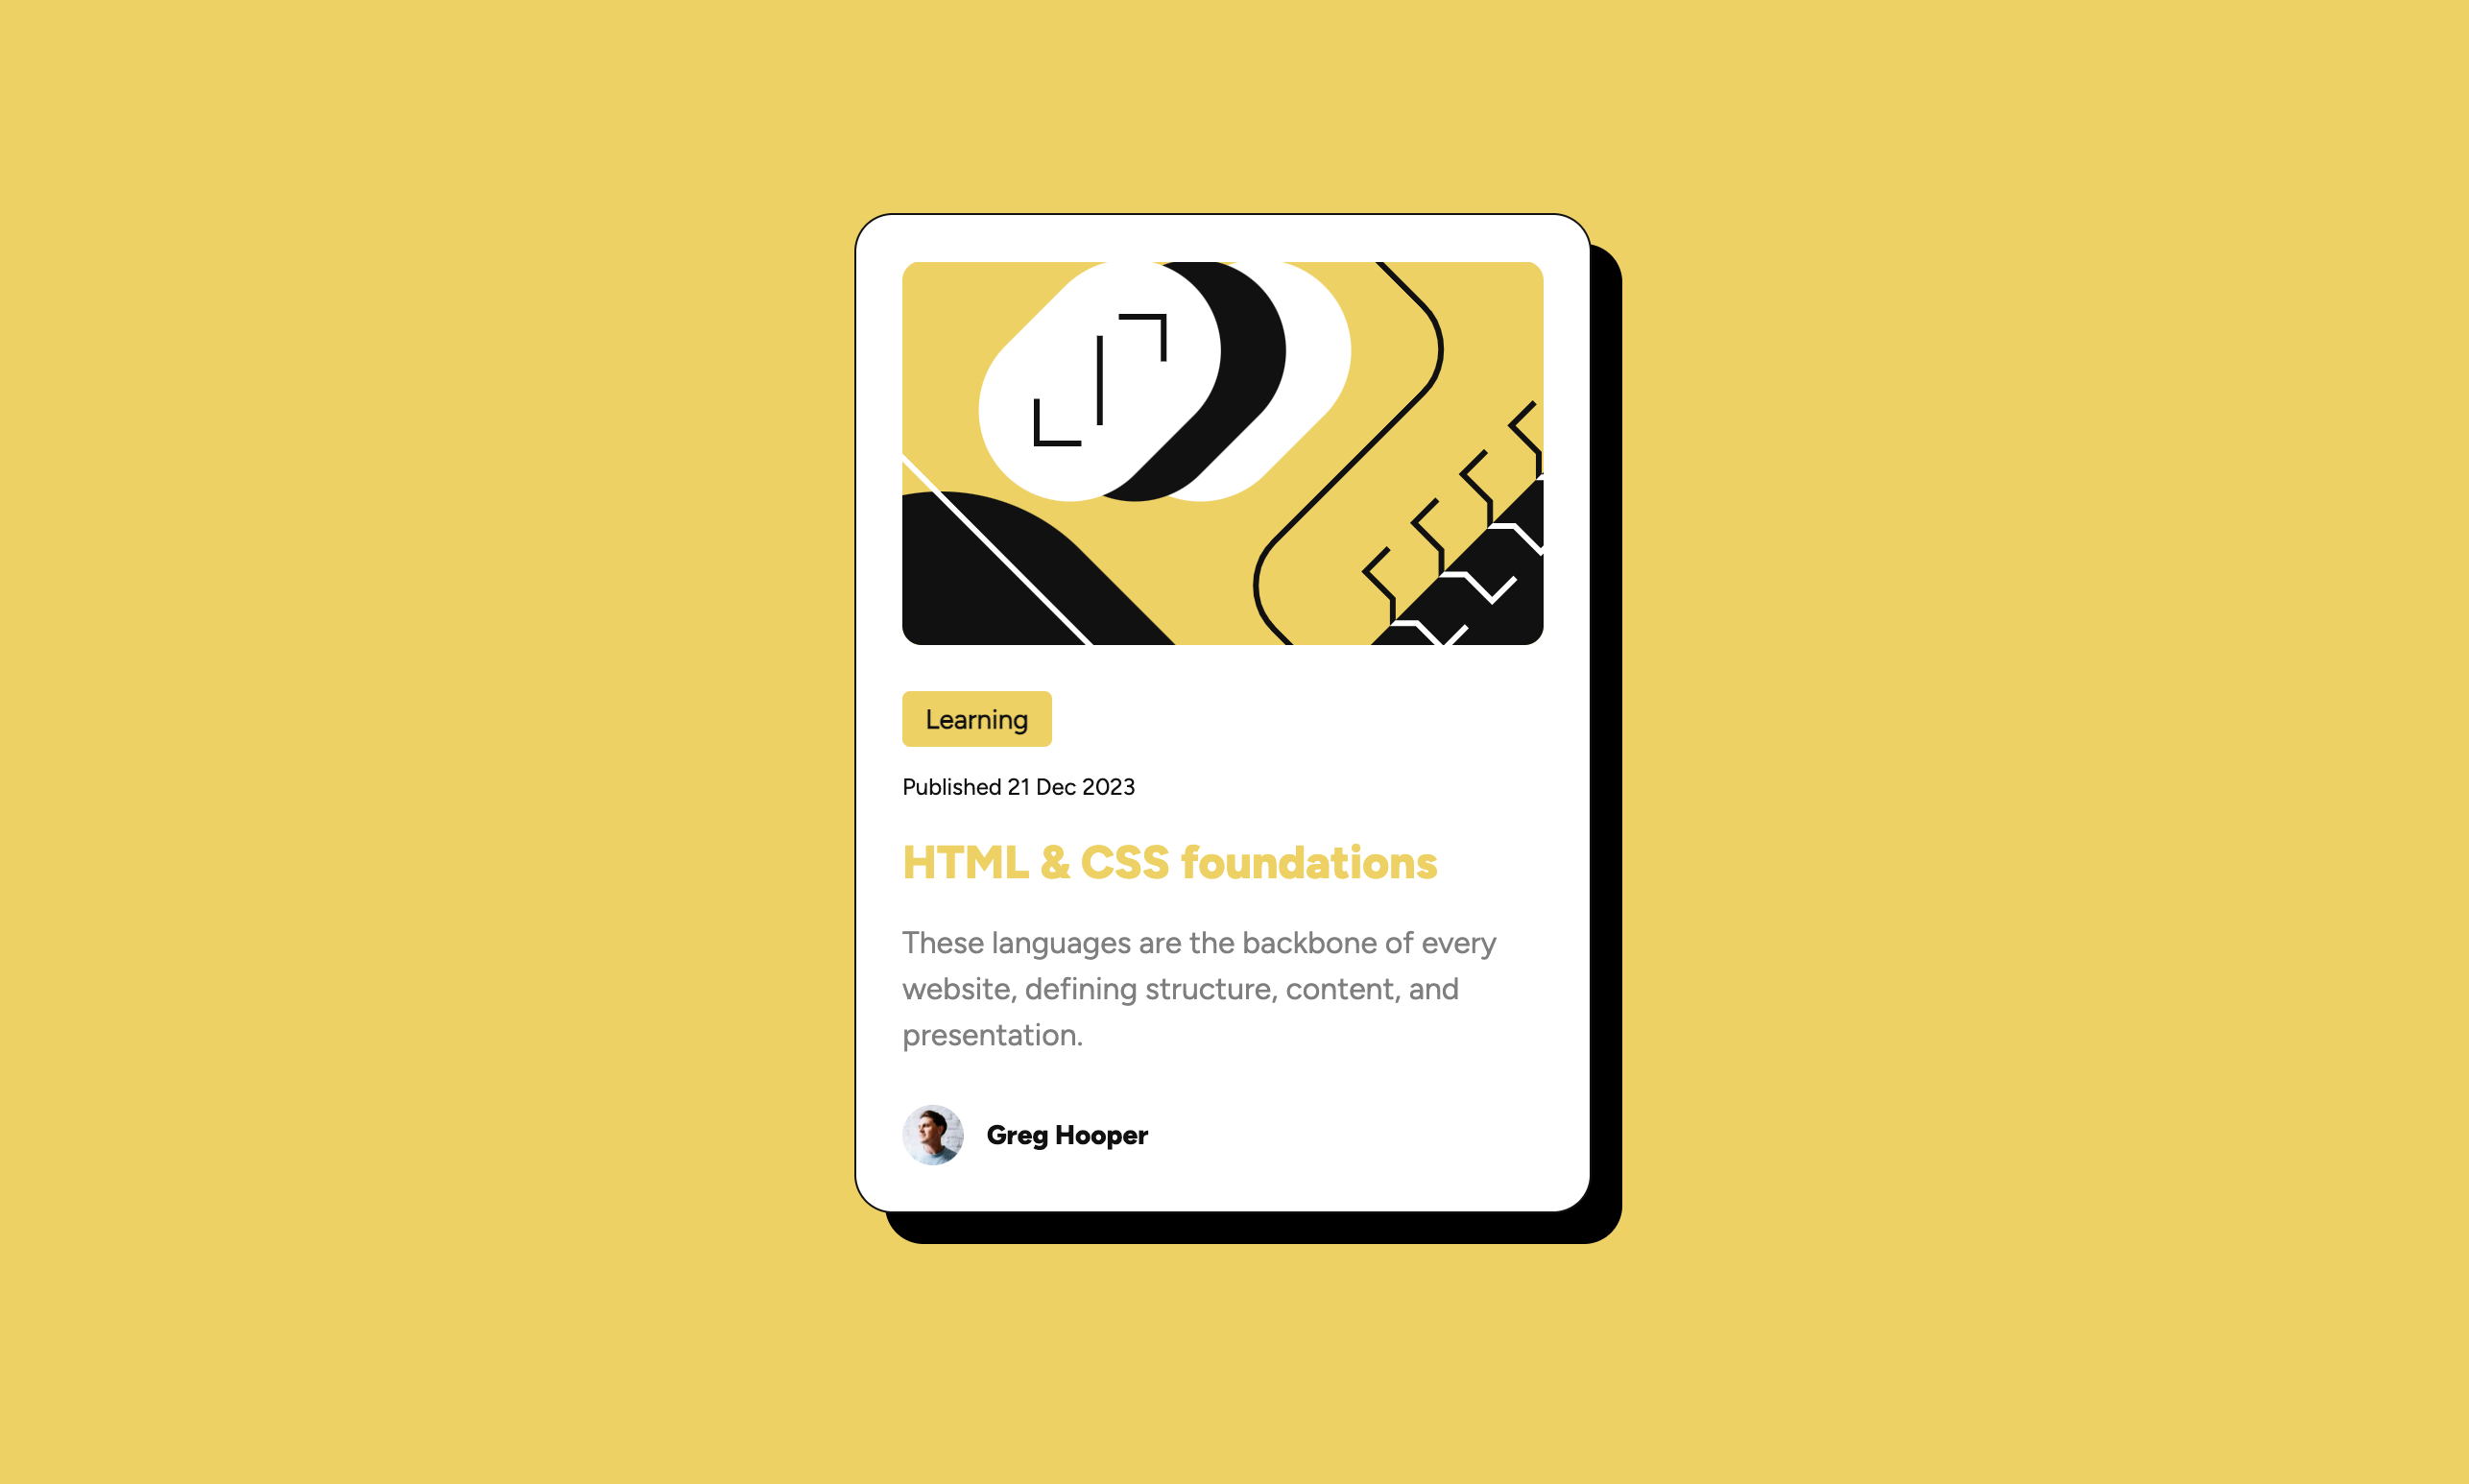 Learning
Published 21 Dec 2023
HTML & CSS foundations
These languages are the backbone of every
website, defining structure, content, and
presentation.
Greg Hooper